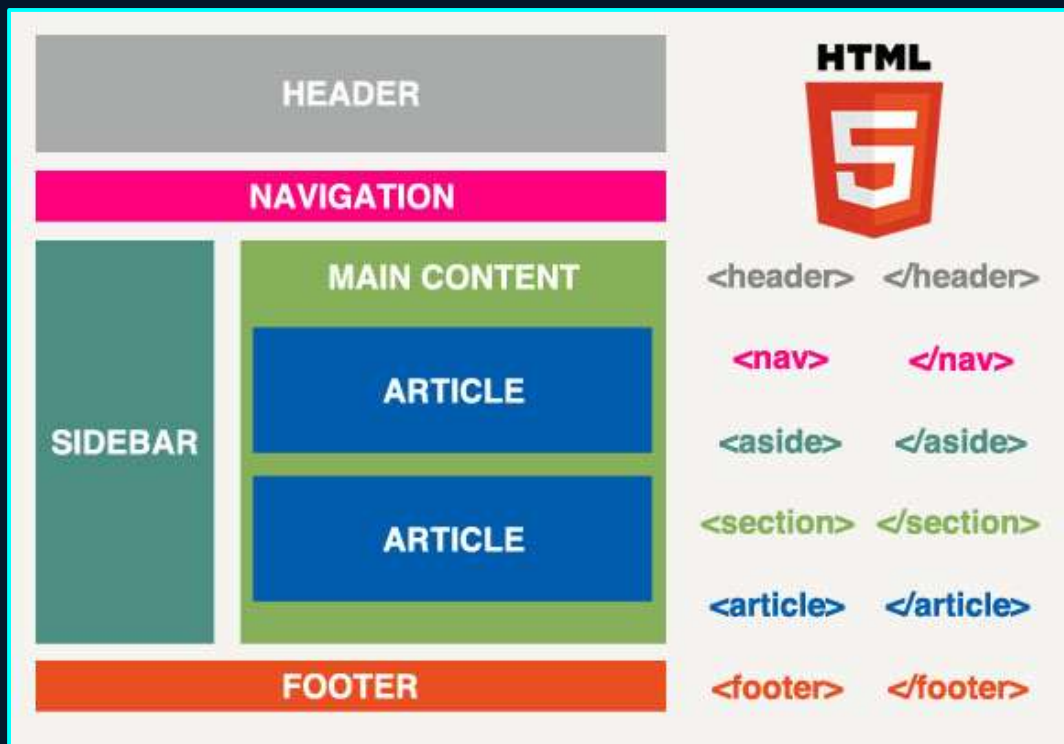 HEADER
NAVIGATION
SIDEBAR
MAIN CONTENT
ARTICLE
ARTICLE
FOOTER
HTML
5
<header> </header>
<nav> </nav>
<aside> </aside>
<section> </section>
<article> </article>
<footer> </footer>